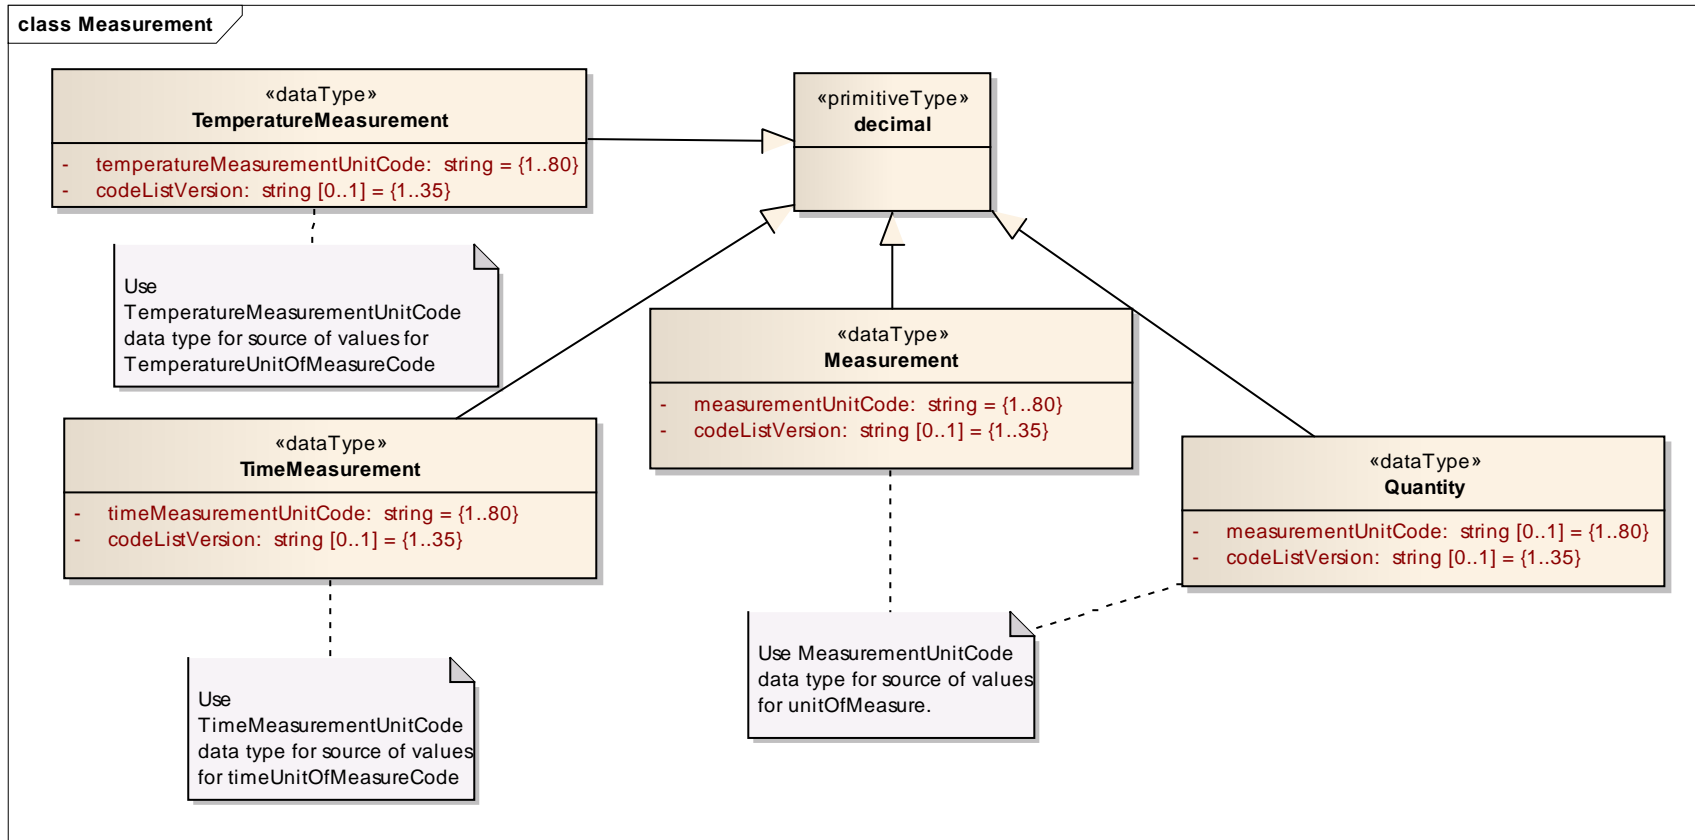 class Measurement
«dataType»
TemperatureMeasurement
- temperatureMeasurementUnitCode: string = {1..80}
- codeListVersion: string [0..1] = {1..35}
«primitiveType»
decimal
Use
TemperatureMeasurementUnitCode
data type for source of values for
TemperatureUnitOfMeasureCode
«dataType»
Measurement
- measurementUnitCode: string = {1..80}
- codeListVersion: string [0..1] = {1..35}
«dataType»
TimeMeasurement
- timeMeasurementUnitCode: string = {1..80}
- codeListVersion: string [0..1] = {1..35}
«dataType»
Quantity
- measurementUnitCode: string [0..1] = {1..80}
- codeListVersion: string [0..1] = {1..35}
Use MeasurementUnitCode
data type for source of values
for unitOfMeasure.
Use
TimeMeasurementUnitCode
data type for source of values
for timeUnitOfMeasureCode